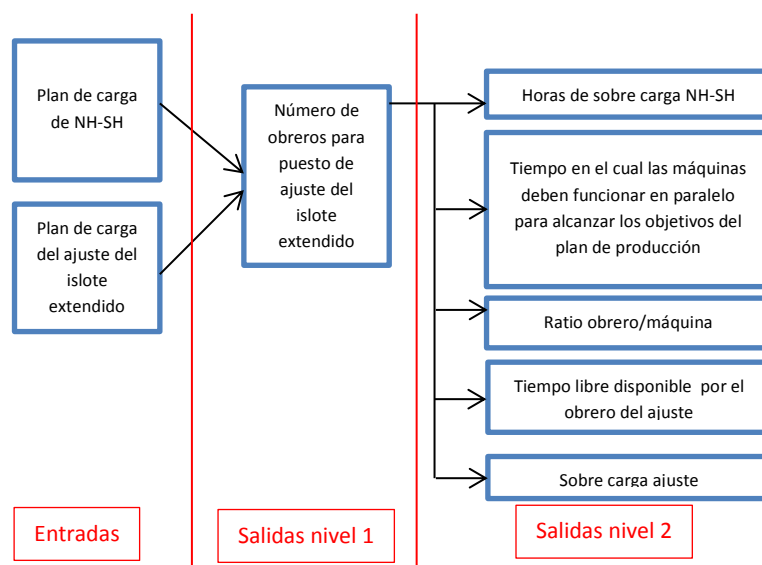 Plan de carga
de NH-SH
Plan de carga
del ajuste del
islote
extendido
Número de
obreros para
puesto de
ajuste del
islote
extendido
Horas de sobre carga NH-SH
Tiempo en el cual las máquinas
deben funcionar en paralelo
para alcanzar los objetivos del
plan de producción
Ratio obrero/máquina
Tiempo libre disponible por el
obrero del ajuste
Sobre carga ajuste
Entradas
Salidas nivel 1
Salidas nivel 2